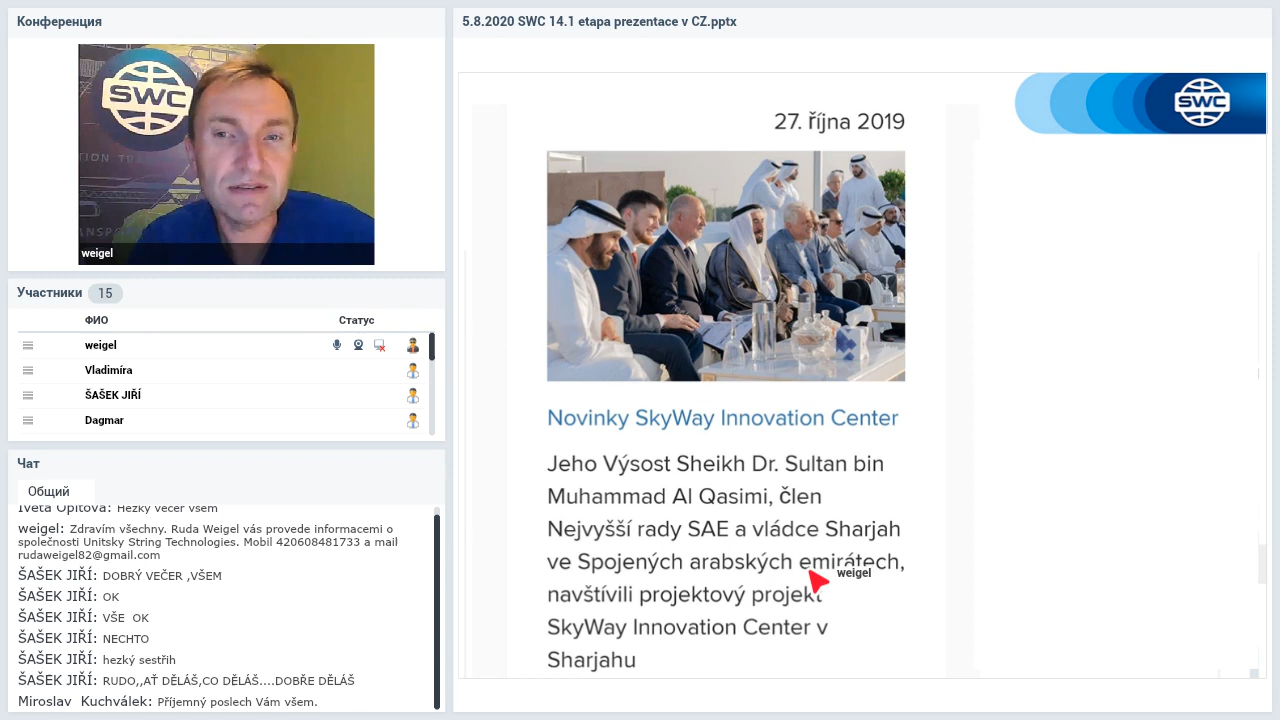 Конференция
SWC
weigel
Участники 15
ФИО Статус
weigel
Vladimíra
ŠAŠEK JIŘÍ
Dagmar
Чат
Общий
Iveta Opltová: Hezký večer všem
weigel: Zdravím všechny. Ruda Weigel vás provede informacemi o
společnosti Unitsky String Technologies. Mobil 420608481733 a mail
rudaweigel82@gmail.com
ŠAŠEK JIŘÍ: DOBRÝ VEČER ,VŠEM
ŠAŠEK JIŘÍ: OK
ŠAŠEK JIŘÍ: VŠE  OK
ŠAŠEK JIŘÍ: NECHTO
ŠAŠEK JIŘÍ: hezký sestřih
ŠAŠEK JIŘÍ: RUDO,,AŤ DĚLÁŠ,CO DĚLÁŠ....DOBŘE DĚLÁŠ
Miroslav  Kuchválek: Příjemný poslech Vám všem.
5.8.2020 SWC 14.1 etapa prezentace v CZ.pptx
SWC
27. října 2019
Novinky SkyWay Innovation Center
Jeho Výsost Sheikh Dr. Sultan bin
Muhammad Al Qasimi, člen
Nejvyšší rady SAE a vládce Sharjah
ve Spojených arabských emirátech,
weigel
navštívili projektový projekt
SkyWay Innovation Center v
Sharjahu